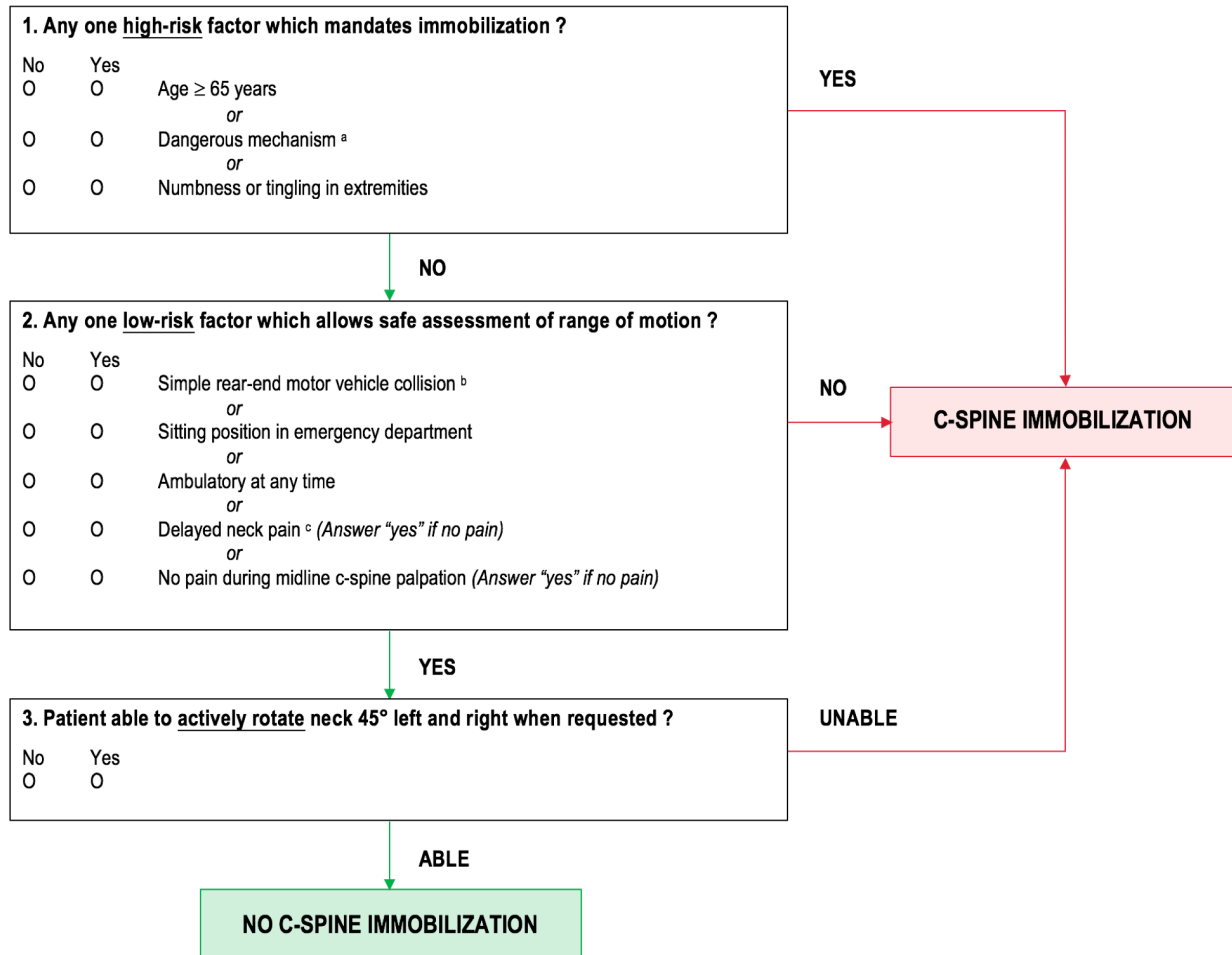 1. Any one high-risk factor which mandates immobilization ?
No Yes
O O Age ≥ 65 years
or
O O Dangerous mechanism a
or
O O Numbness or tingling in extremities
YES
NO
2. Any one low-risk factor which allows safe assessment of range of motion ?
No Yes
O O Simple rear-end motor vehicle collision b
or
O O Sitting position in emergency department
or
O O Ambulatory at any time
or
O O Delayed neck pain c (Answer “yes” if no pain)
or
O O No pain during midline c-spine palpation (Answer “yes” if no pain)
NO
C-SPINE IMMOBILIZATION
YES
3. Patient able to actively rotate neck 45° left and right when requested ?
No Yes
O O
UNABLE
ABLE
NO C-SPINE IMMOBILIZATION